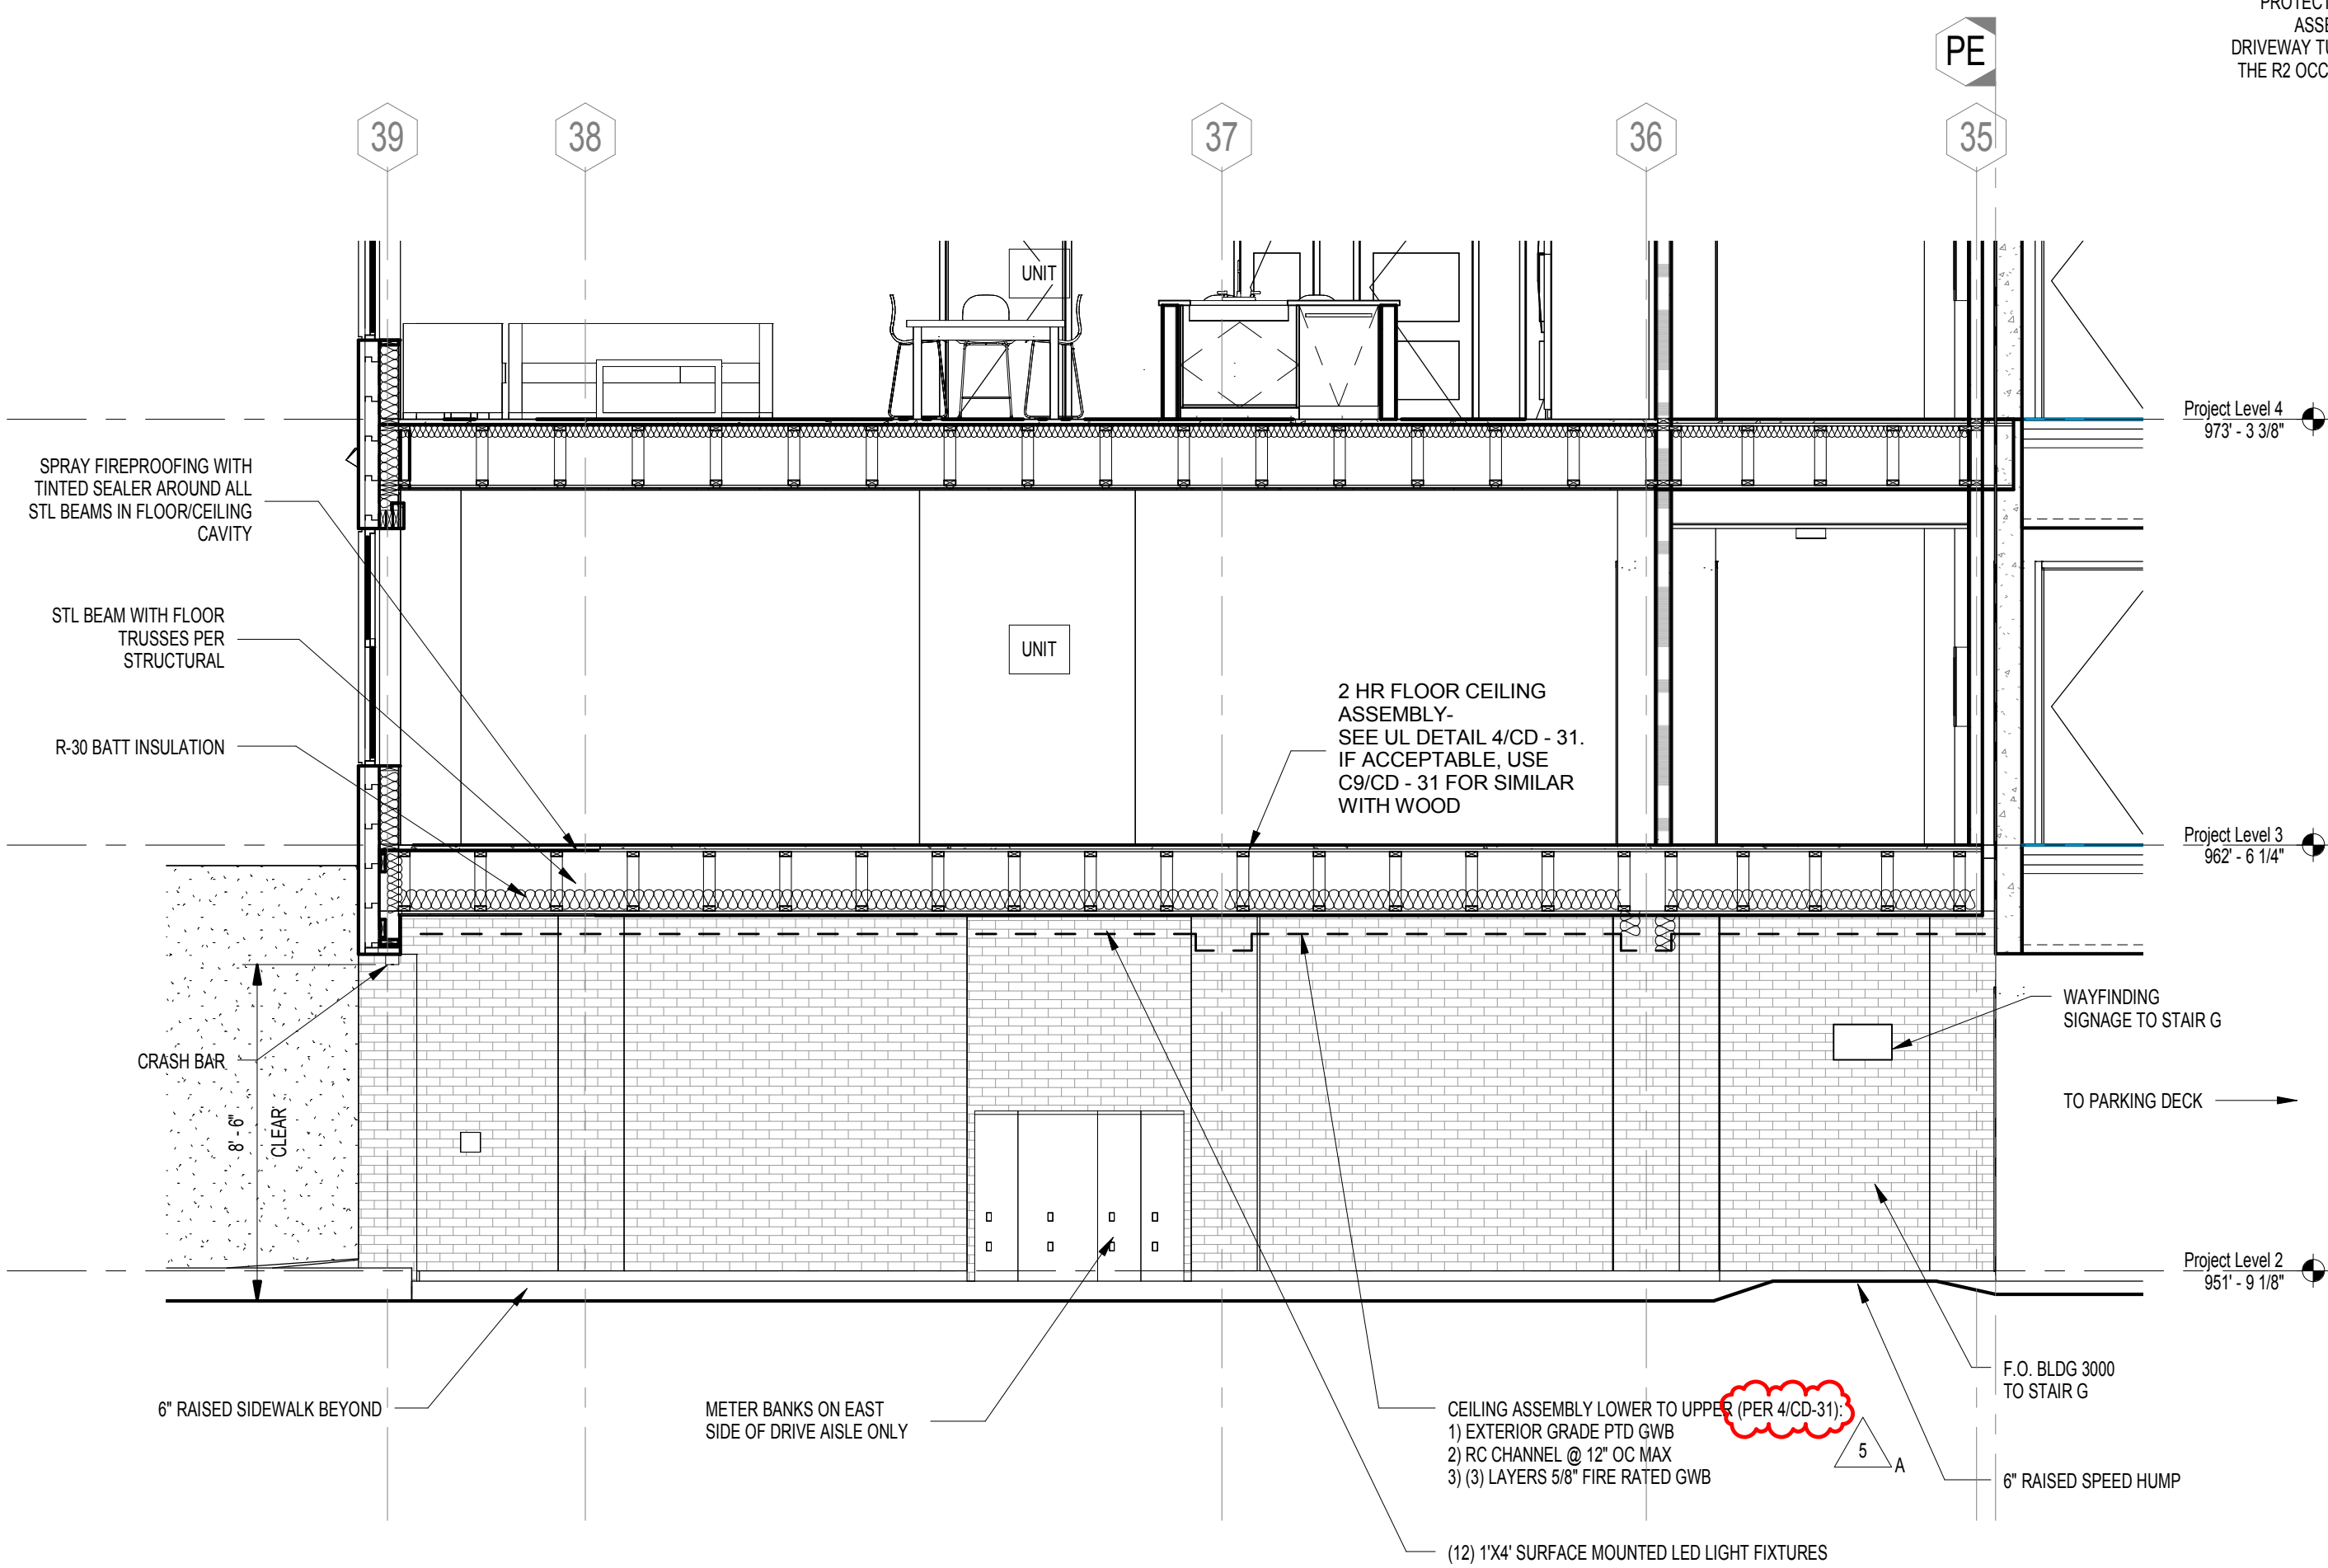 PROTECT
ASSE
DRIVEWAY TU
THE R2 OCC
PE
39
38
37
36
35
UNIT
Project Level 4
973' - 3 3/8"
SPRAY FIREPROOFING WITH
TINTED SEALER AROUND ALL
STL BEAMS IN FLOOR/CEILING
CAVITY
STL BEAM WITH FLOOR
TRUSSES PER
STRUCTURAL
UNIT
2 HR FLOOR CEILING
ASSEMBLY-
SEE UL DETAIL 4/CD - 31.
IF ACCEPTABLE, USE
C9/CD - 31 FOR SIMILAR
WITH WOOD
R-30 BATT INSULATION
Project Level 3
962' - 6 1/4"
WAYFINDING
SIGNAGE TO STAIR G
CRASH BAR
8' - 6"
CLEAR
TO PARKING DECK
Project Level 2
951' - 9 1/8"
F.O. BLDG 3000
TO STAIR G
6" RAISED SIDEWALK BEYOND
METER BANKS ON EAST
SIDE OF DRIVE AISLE ONLY
CEILING ASSEMBLY LOWER TO UPPER (PER 4/CD-31):
1) EXTERIOR GRADE PTD GWB
2) RC CHANNEL @ 12" OC MAX
3) (3) LAYERS 5/8" FIRE RATED GWB
5
A
6" RAISED SPEED HUMP
(12) 1'X4' SURFACE MOUNTED LED LIGHT FIXTURES